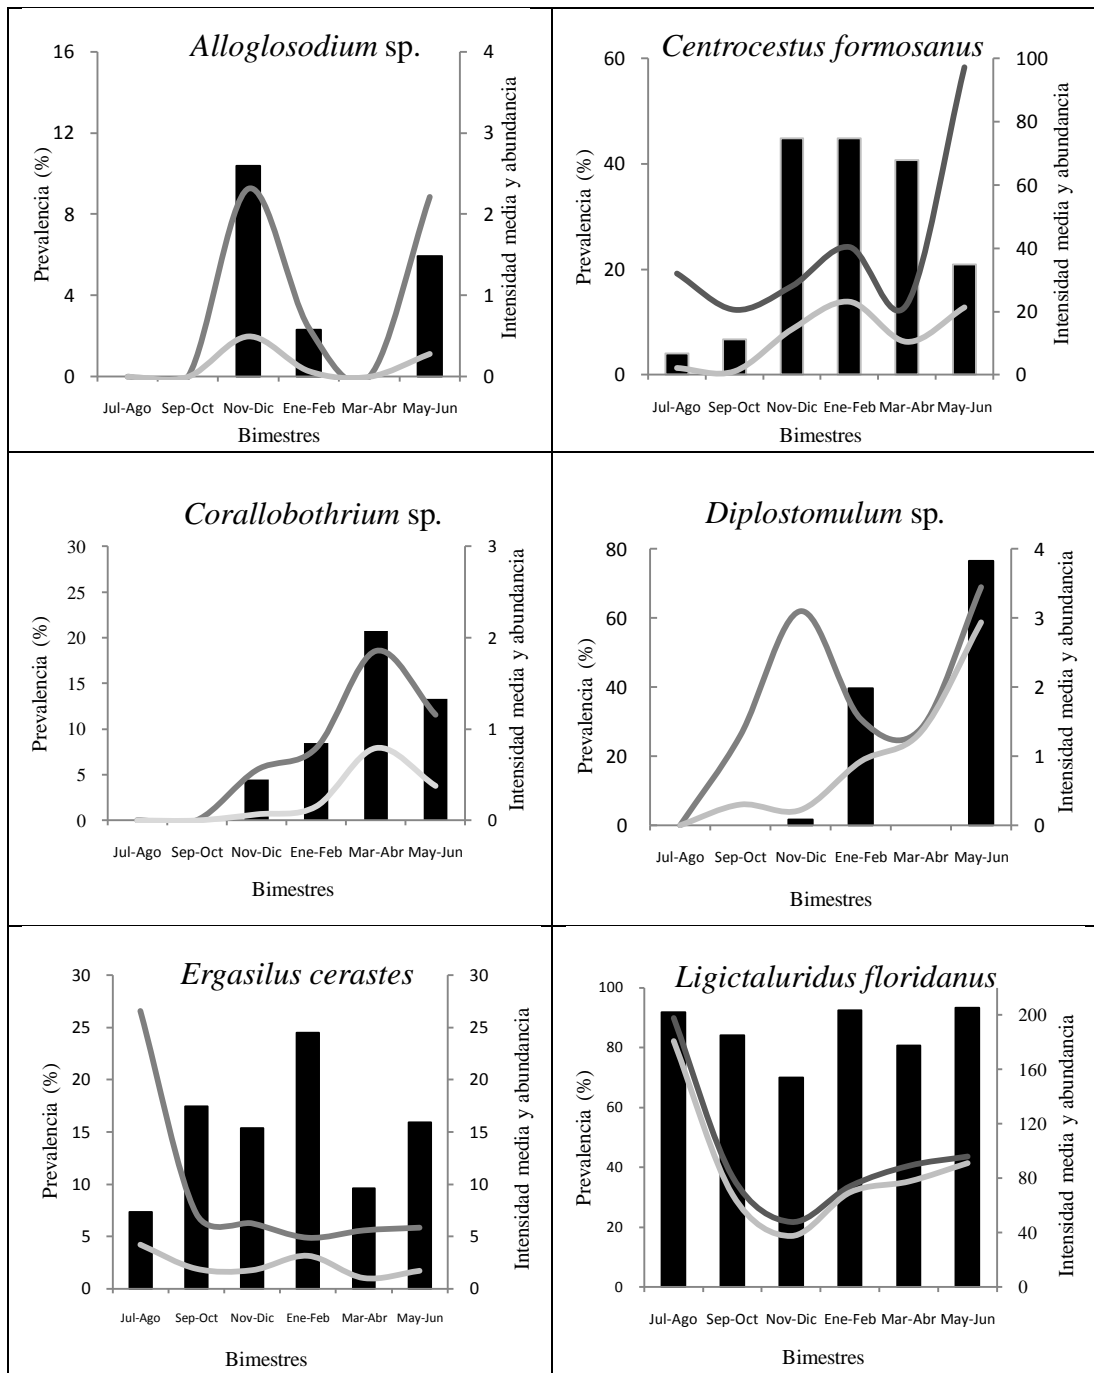 Alloglosodium sp.
16
12
8
4
0
4
3
2
1
0
Prevalencia (%)
Intensidad media y abundancia
Jul-Ago Sep-Oct Nov-Dic Ene-Feb Mar-Abr May-Jun
Bimestres
Centrocestus formosanus
60
40
20
0
100
80
60
40
20
0
Prevalencia (%)
Intensidad media y abundancia
Jul-Ago Sep-Oct Nov-Dic Ene-Feb Mar-Abr May-Jun
Bimestres
Corallobothrium sp.
30
25
20
15
10
5
0
3
2
1
0
Prevalencia (%)
Intensidad media y abundancia
Jul-Ago Sep-Oct Nov-Dic Ene-Feb Mar-Abr May-Jun
Bimestres
Diplostomulum sp.
80
60
40
20
0
4
3
2
1
0
Prevalencia (%)
Intensidad media y abundancia
Jul-Ago Sep-Oct Nov-Dic Ene-Feb Mar-Abr May-Jun
Bimestres
Ergasilus cerastes
30
25
20
15
10
5
0
30
25
20
15
10
5
0
Prevalencia (%)
Intensidad media y abundancia
Jul-Ago Sep-Oct Nov-Dic Ene-Feb Mar-Abr May-Jun
Bimestres
Ligictaluridus floridanus
100
80
60
40
20
0
200
160
120
80
40
0
Prevalencia (%)
Intensidad media y abundancia
Jul-Ago Sep-Oct Nov-Dic Ene-Feb Mar-Abr May-Jun
Bimestres